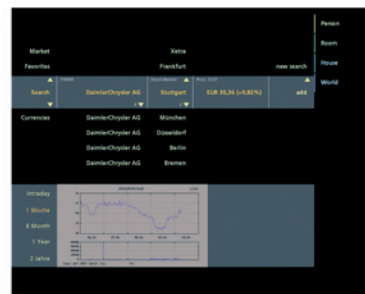 Person
Room
House
World
Market Xetra
Favorites Frankfurt new search
Search DaimlerChrysler AG Stuttgart EUR 30,36 (+0,82%) add
Currencies DaimlerChrysler AG München
DaimlerChrysler AG Düsseldorf
DaimlerChrysler AG Berlin
DaimlerChrysler AG Bremen
Intraday
1 Woche
6 Month
1 Year
2 Jahre